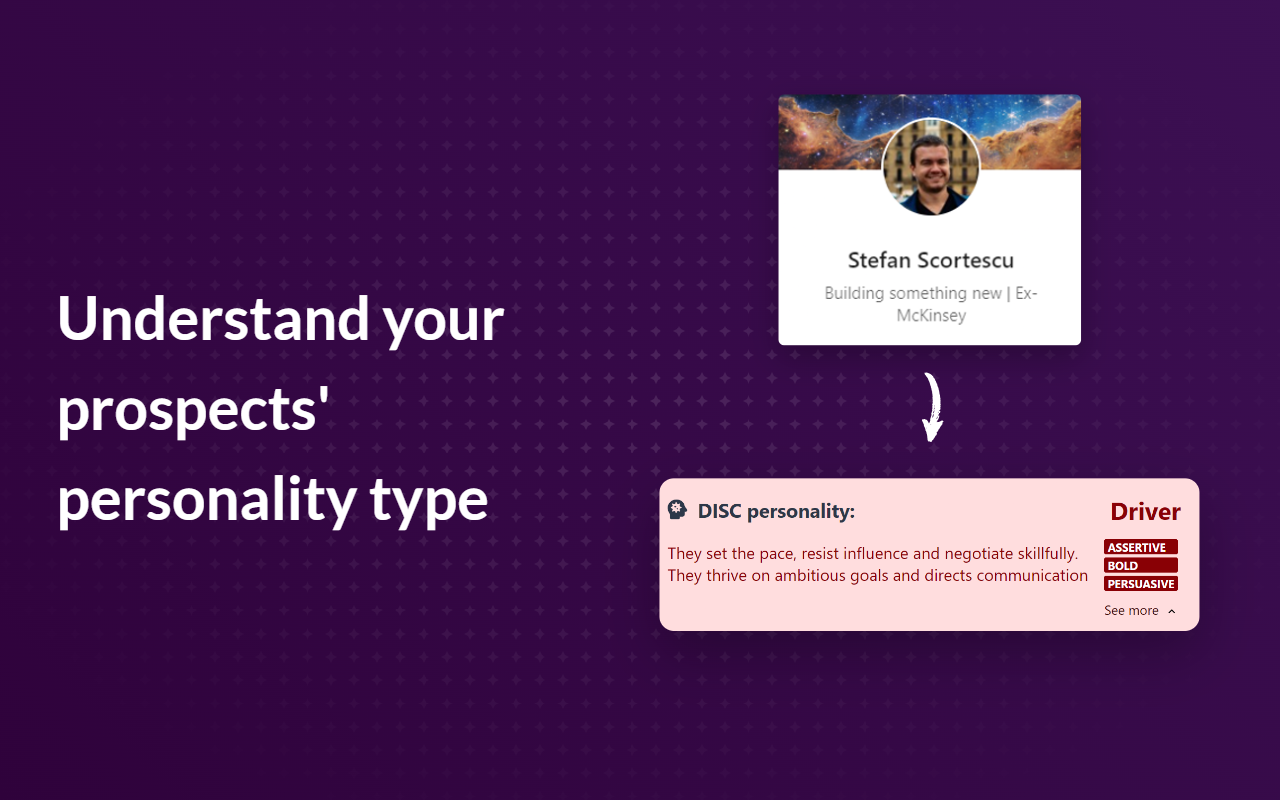 Understand your
prospects'
personality type
Stefan Scortescu
Building something new | Ex-
McKinsey
DISC personality:
Driver
They set the pace, resist influence and negotiate skillfully.
They thrive on ambitious goals and directs communication
ASSERTIVE
BOLD
PERSUASIVE
See more